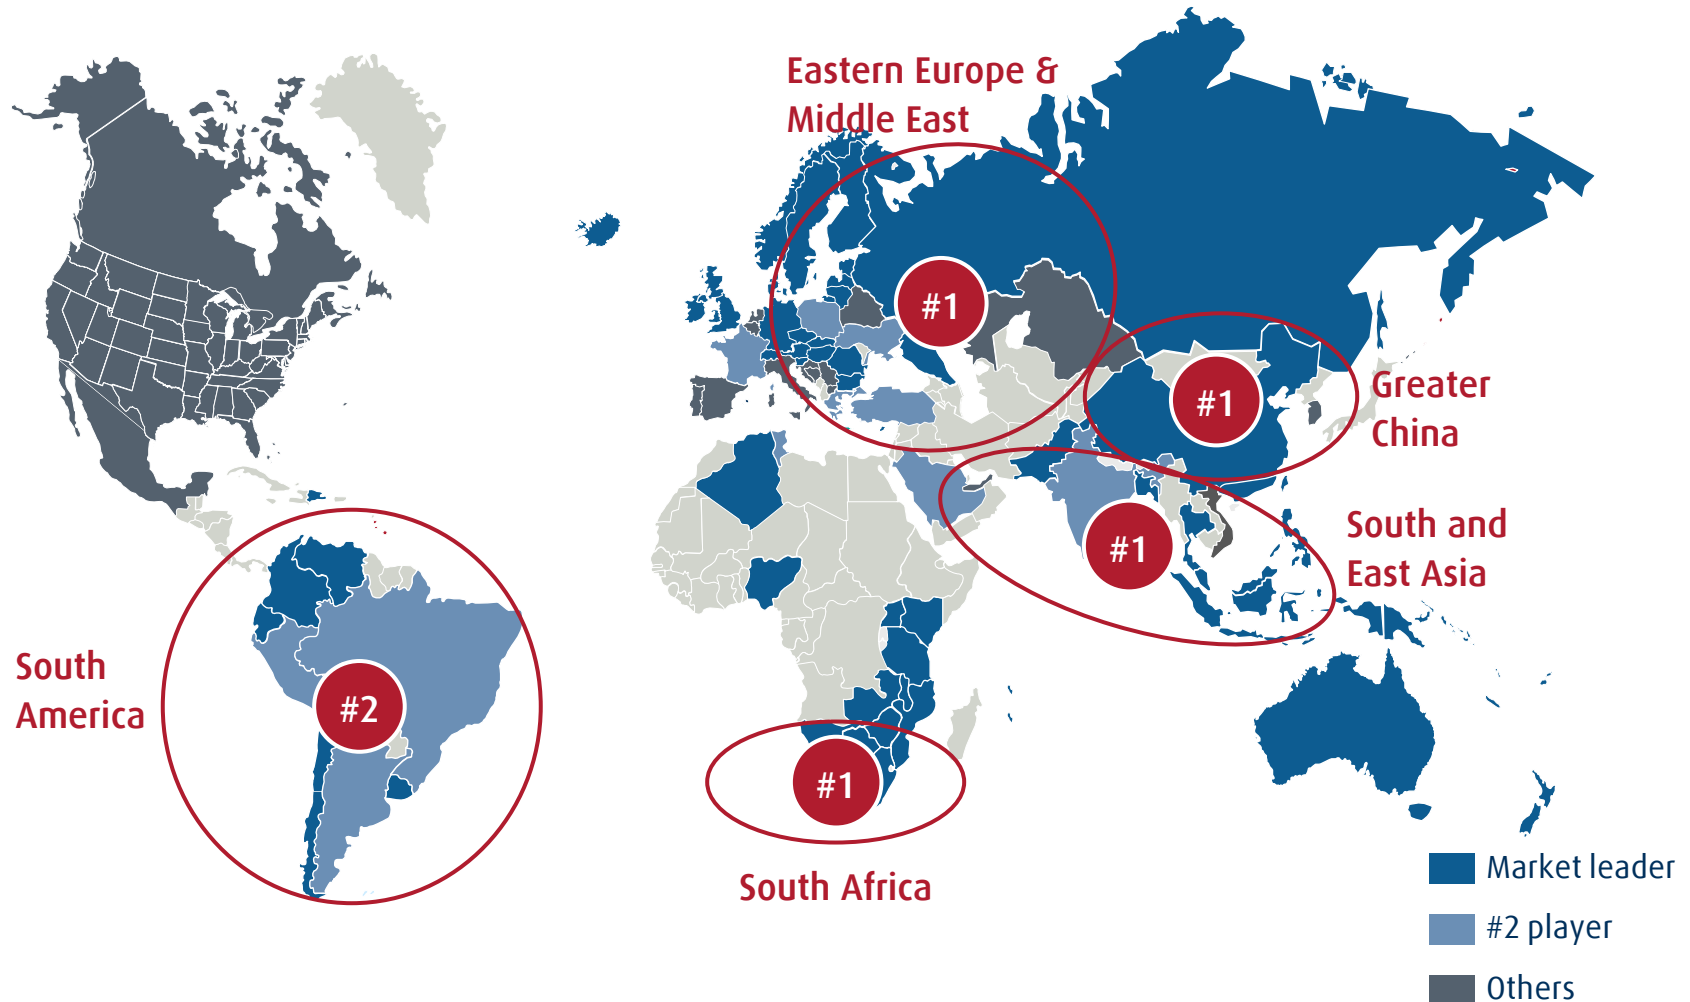 Eastern Europe &
Middle East
#1
Greater
China
#1
South and
East Asia
#1
South
America
#2
#1
South Africa
Market leader
#2 player
Others